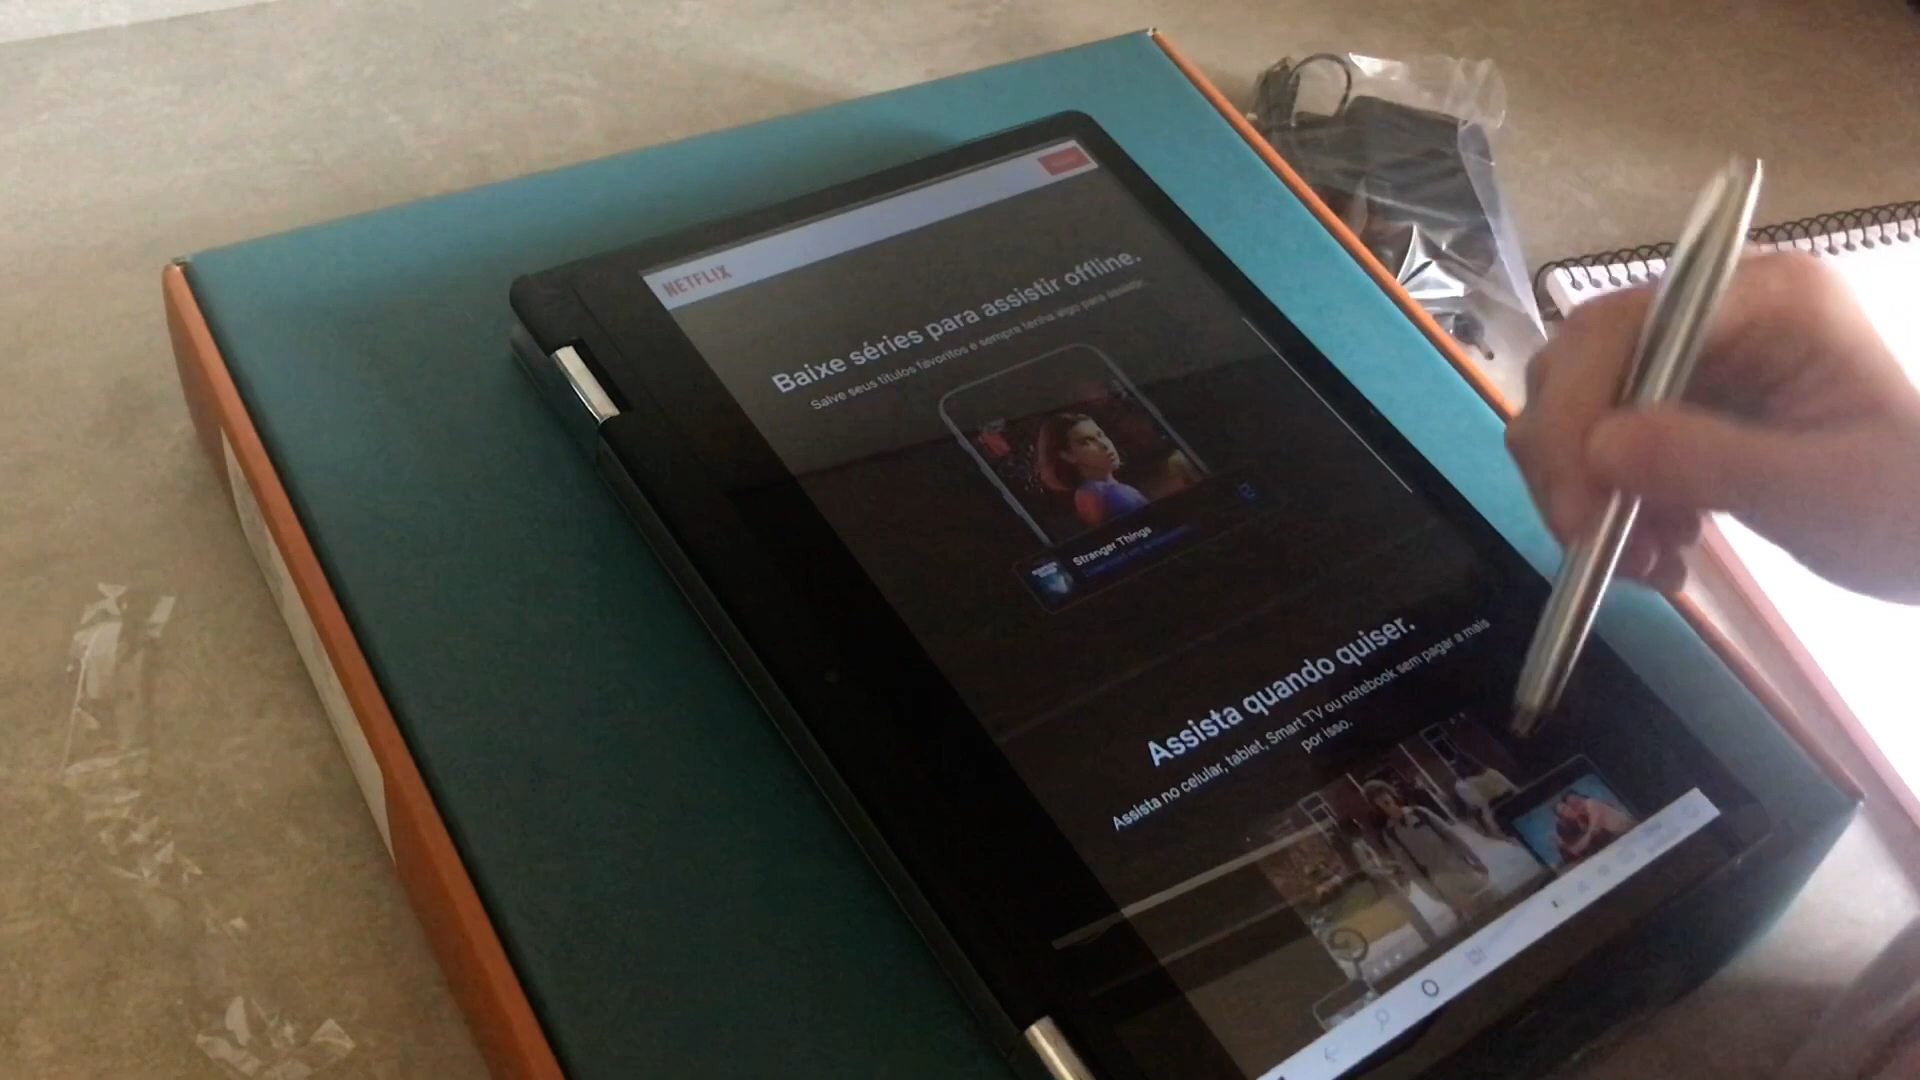 NETFLIX
Baixe séries para assistir offline.
Salve seus títulos favoritos e sempre tenha algo para assistir.
Stranger Things
Assista quando quiser.
Assista no celular, tablet, Smart TV ou notebook sem pagar a mais
por isso.